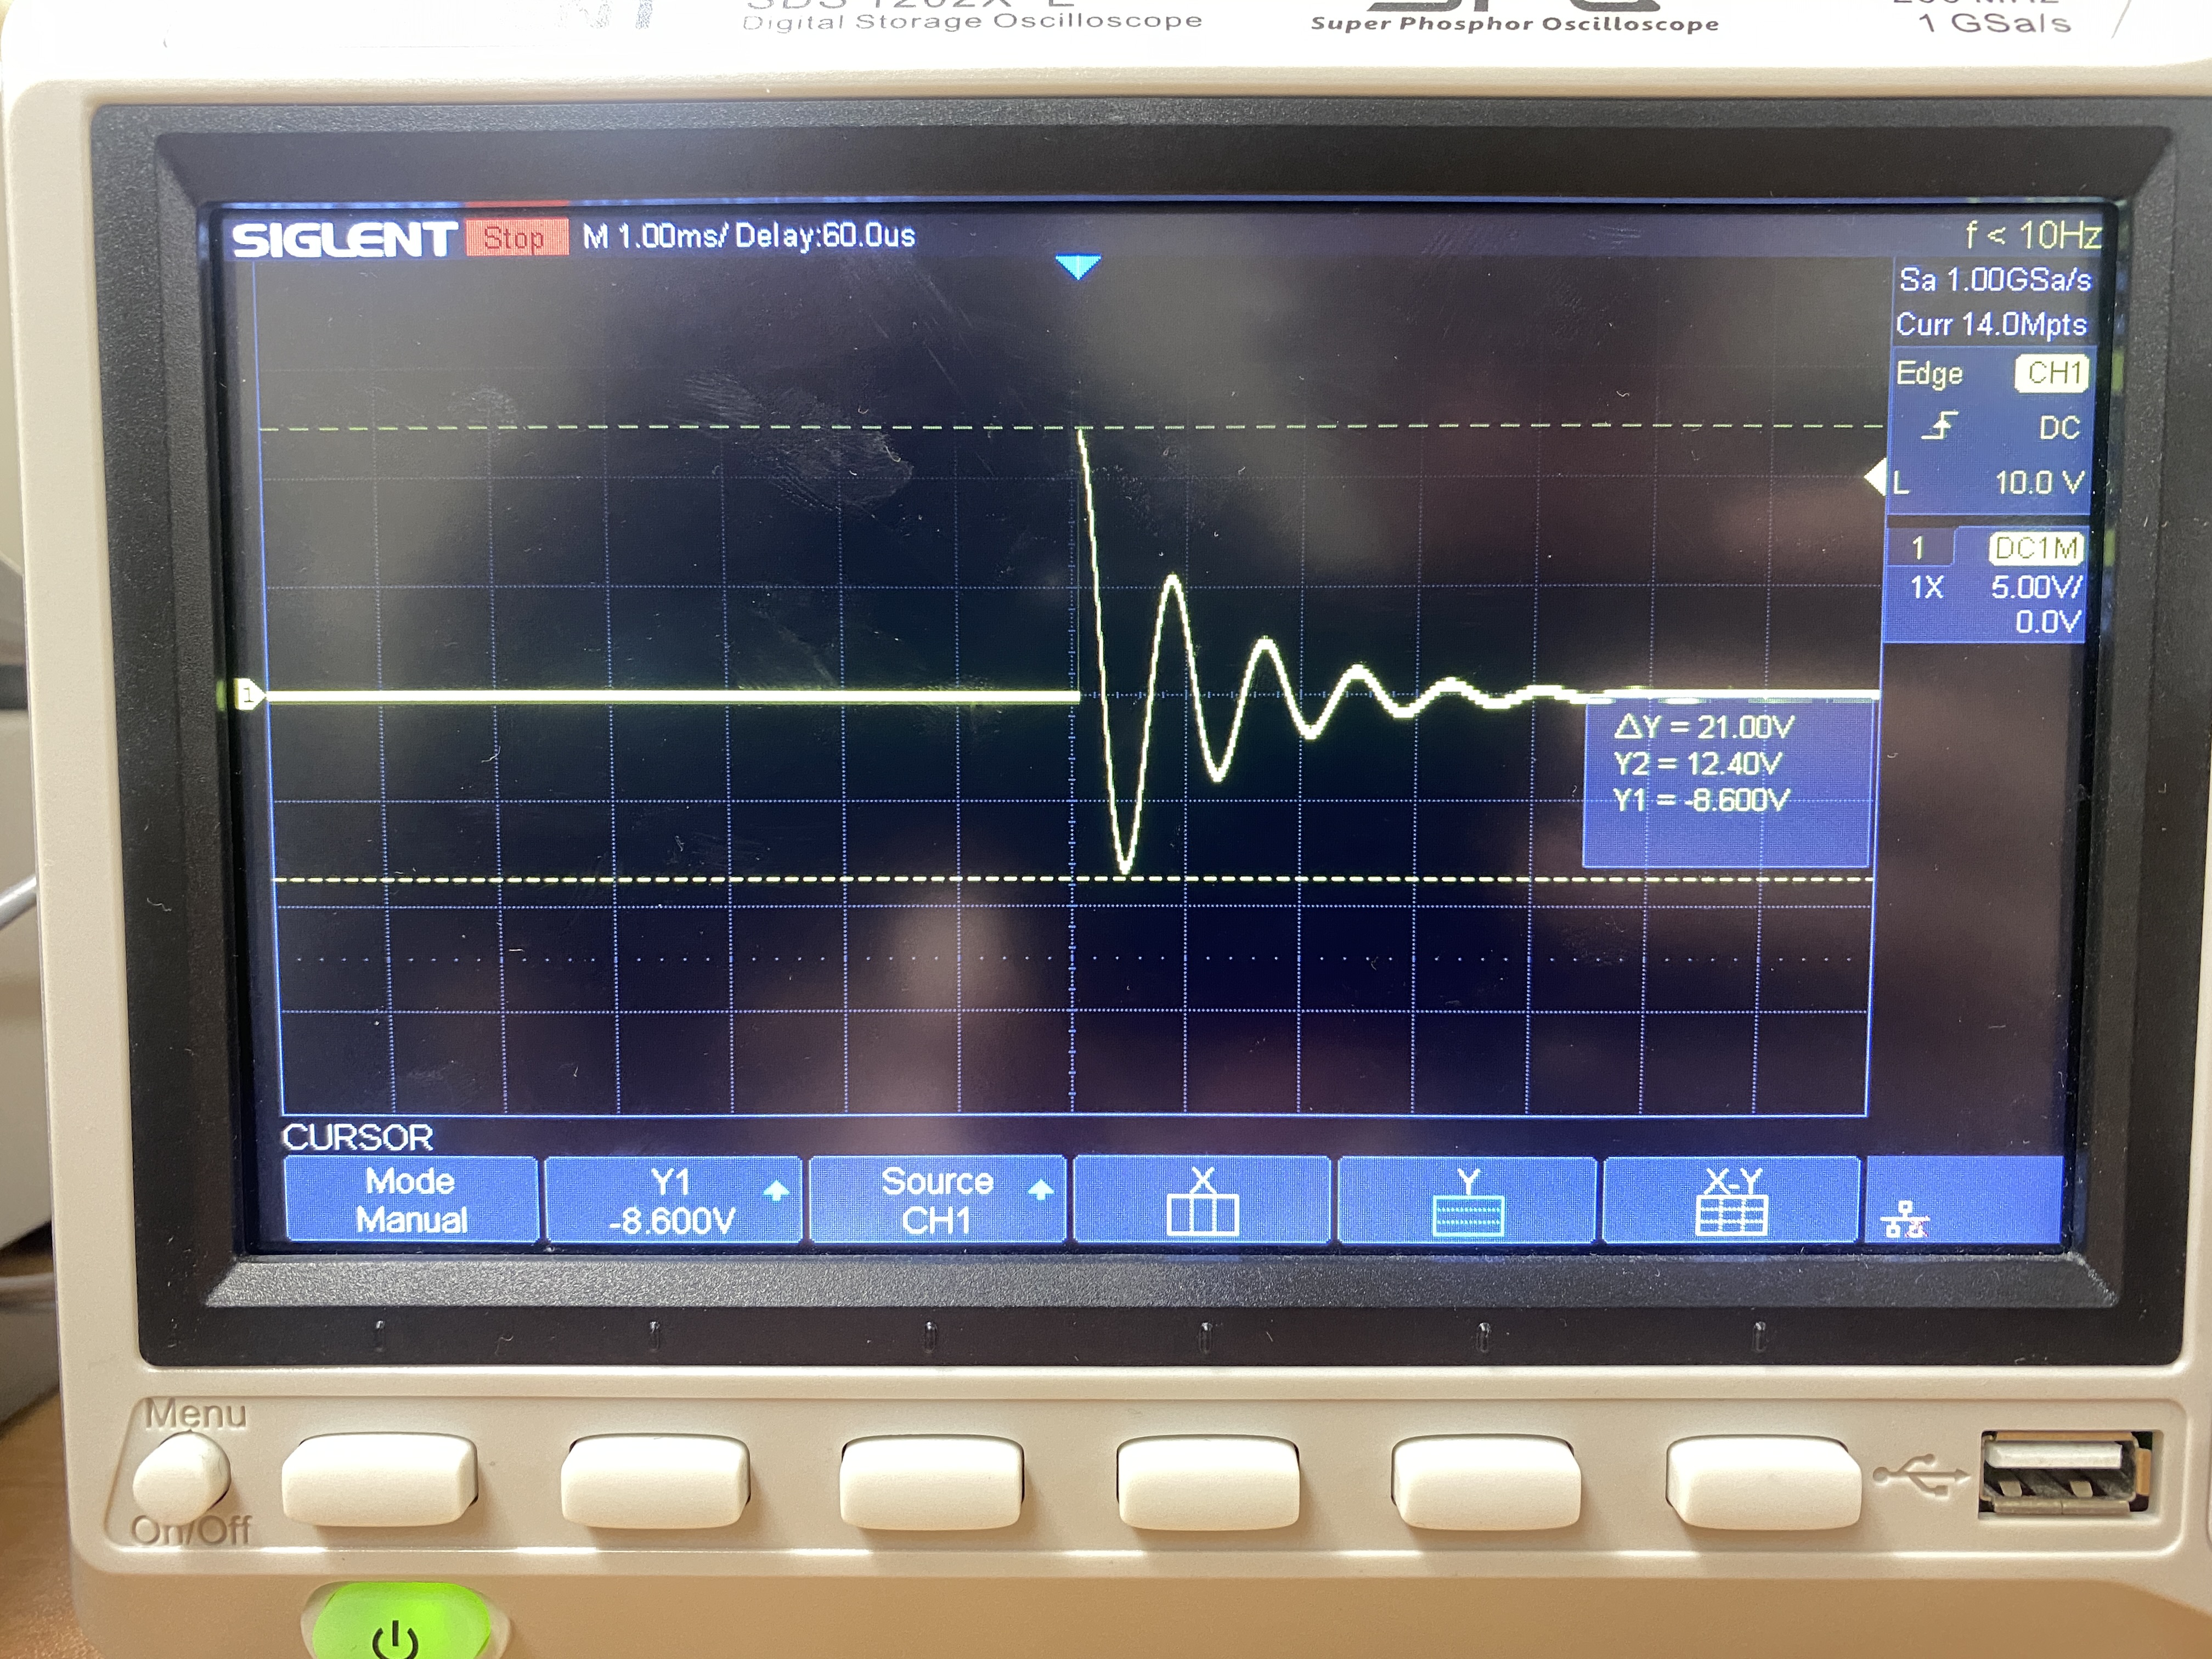 Digital Storage Oscilloscope
Super Phosphor Oscilloscope
1 GSa/s
SIGLENT Stop M 1.00ms/ Delay:60.0us f < 10Hz
Sa 1.00GSa/s
Curr 14.0Mpts
Edge CH1
DC
L 10.0 V
1 DC1M
1X 5.00V/
0.0V
1
ΔY = 21.00V
Y2 = 12.40V
Y1 = -8.600V
CURSOR
Mode
Manual
Y1
-8.600V
Source
CH1
X
Y
X-Y
Menu
On/Off